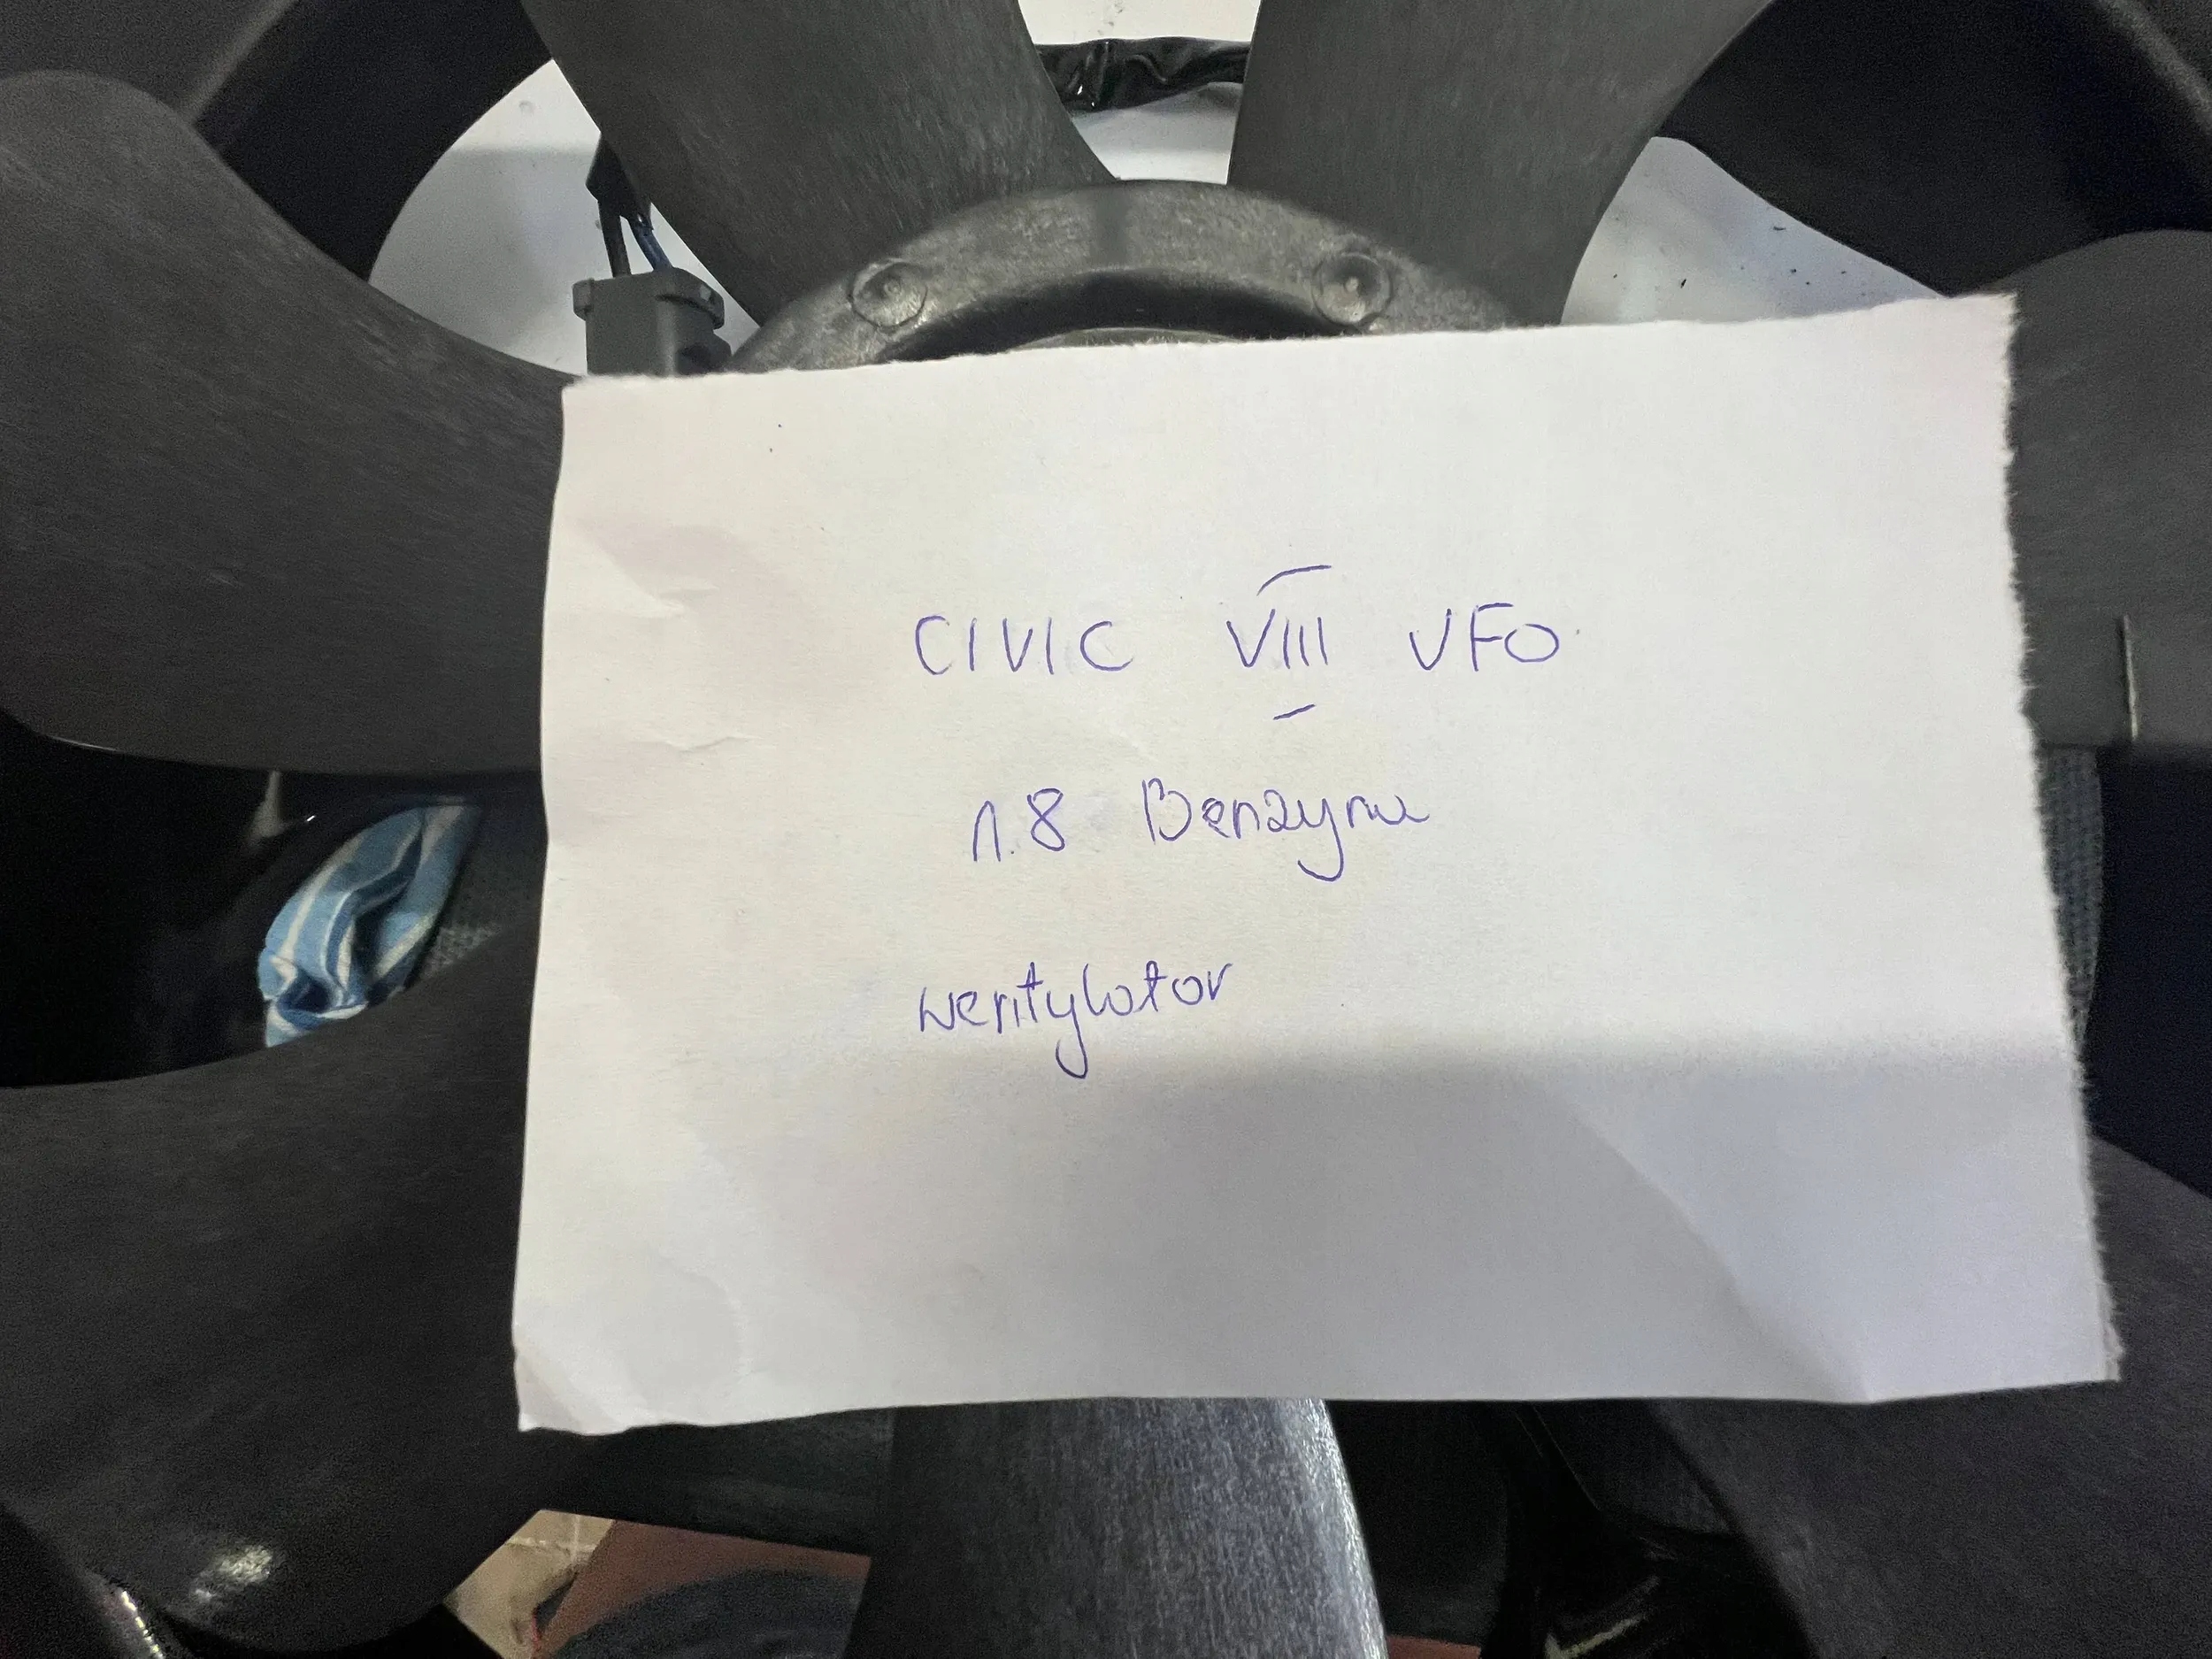 CIVIC VIII UFO
1.8 Benzyna
wentylator